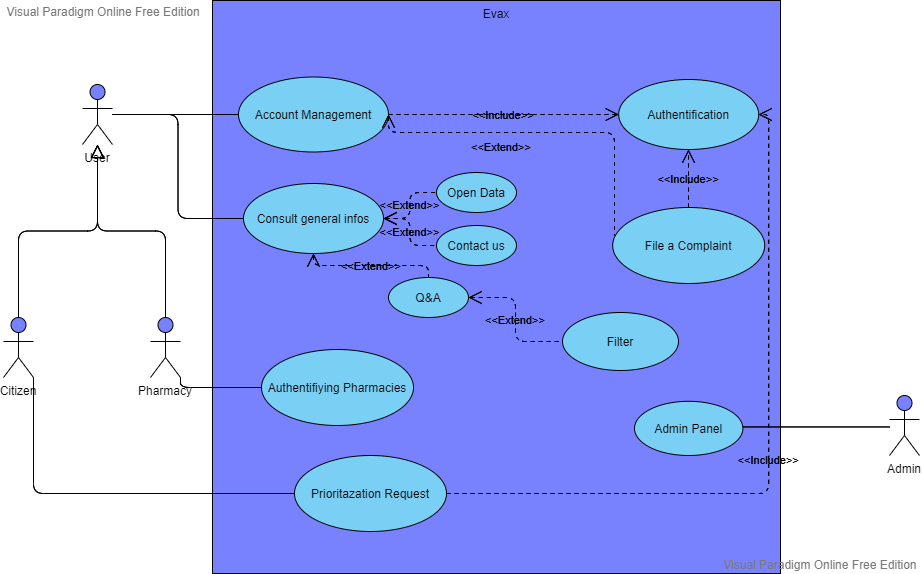 Visual Paradigm Online Free Edition
Evax
Account Management
<<Include>>
Authentification
User
<<Extend>>
<<Include>>
Open Data
<<Extend>>
Consult general infos
<<Extend>>
Contact us
File a Complaint
<<Extend>>
Q&A
<<Extend>>
Filter
Citizen
Pharmacy
Authentifiying Pharmacies
Admin Panel
<<Include>>
Admin
Prioritazation Request
Visual Paradigm Online Free Edition